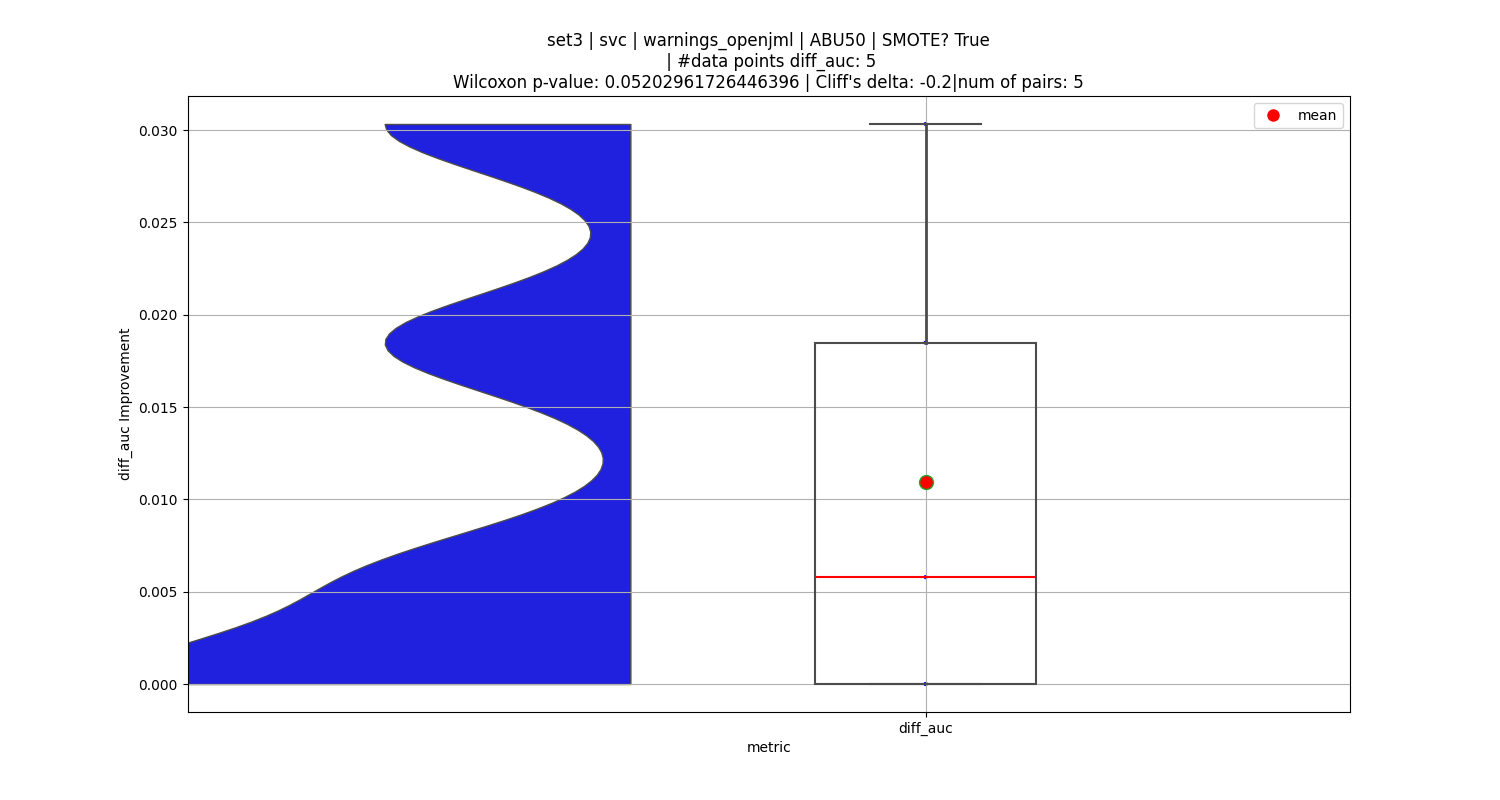 set3 | svc | warnings_openjml | ABU50 | SMOTE? True
| #data points diff_auc: 5
Wilcoxon p-value: 0.05202961726446396 | Cliff's delta: -0.2|num of pairs: 5
mean
0.030
0.025
0.020
0.015
0.010
0.005
0.000
diff_auc Improvement
diff_auc
metric